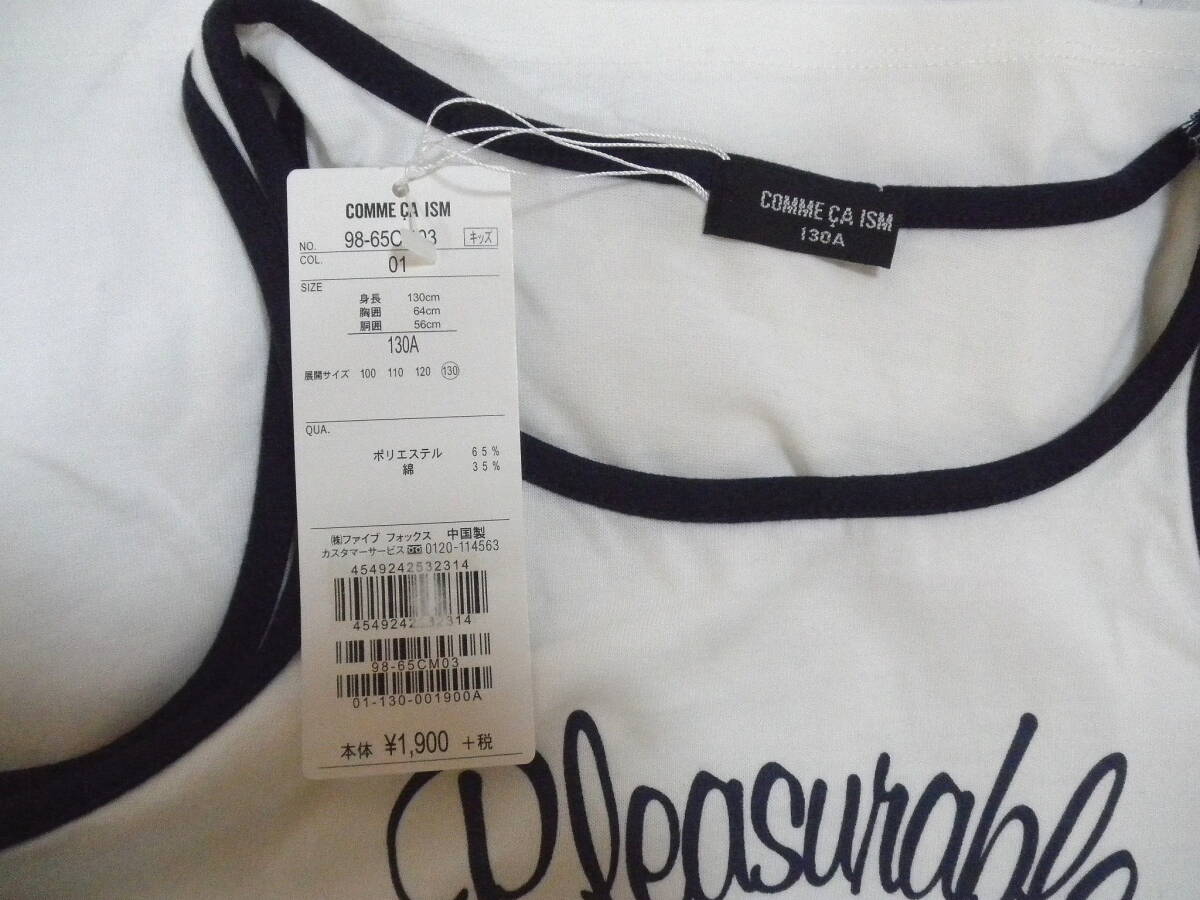 COMME ÇA ISM
NO. 98-65C 03 キッズ
COL. 01
SIZE
身長 130cm
胸囲 64cm
胴囲 56cm
130A
展開サイズ 100 110 120 130
QUA.
ポリエステル 65%
綿 35%
㈱ファイブ フォックス 中国製
カスタマーサービス 0120-114563
4549242532314
4549242532314
98-65CM03
01-130-001900A
本体 ¥1,900 +税
COMME ÇA ISM
130A
Pleasurable